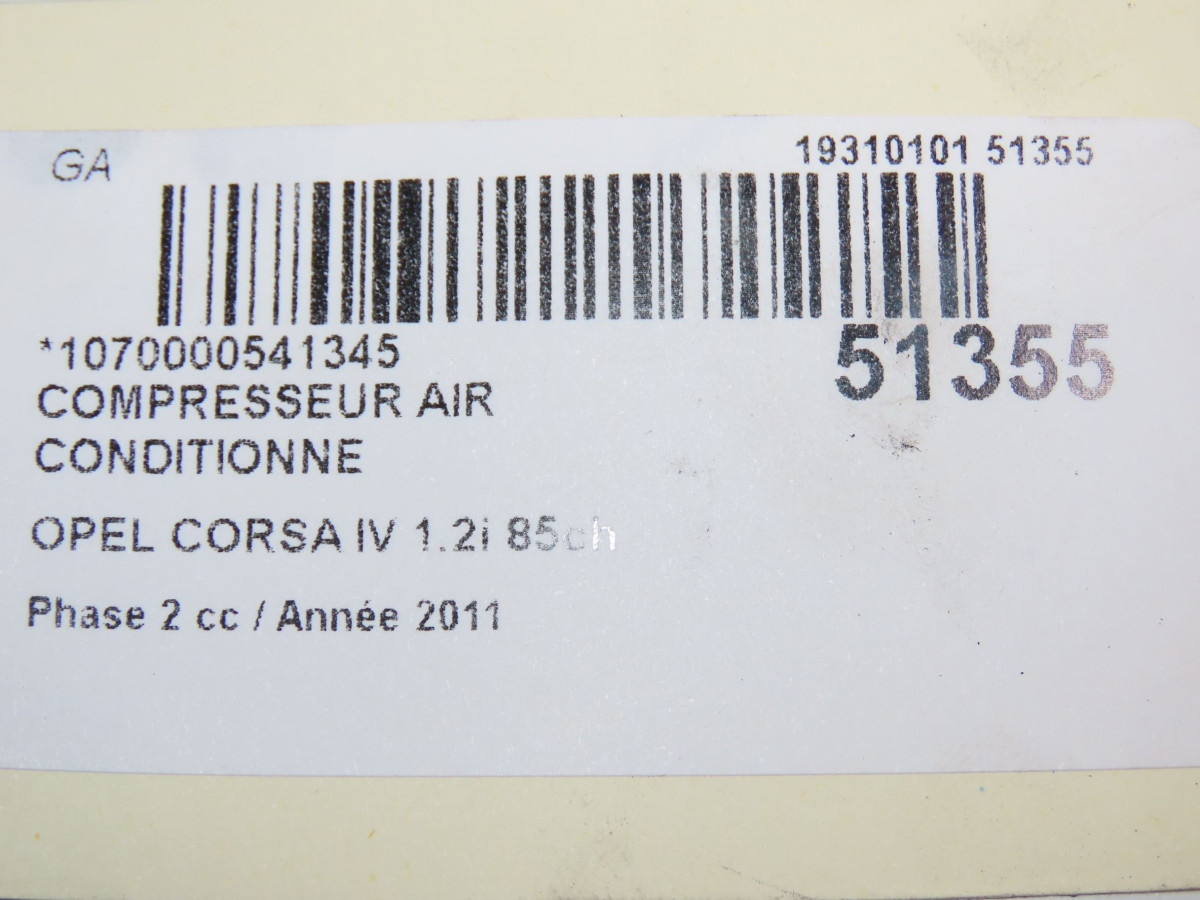 GA
19310101 51355
*1070000541345
51355
COMPRESSEUR AIR
CONDITIONNE
OPEL CORSA IV 1.2i 85ch
Phase 2 cc / Année 2011